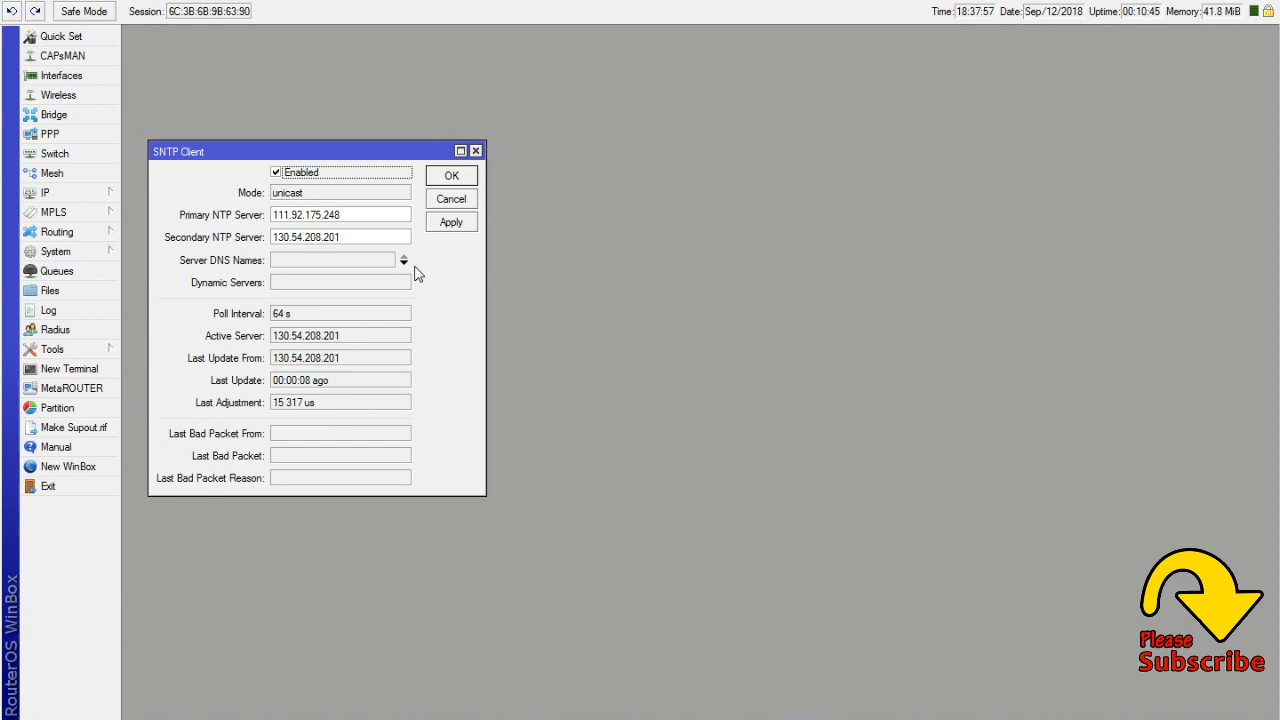 Safe Mode Session: 6C:3B:6B:9B:63:90 Time: 18:37:57 Date: Sep/12/2018 Uptime: 00:10:45 Memory: 41.8 MiB
Quick Set
CAPsMAN
Interfaces
Wireless
Bridge
PPP
Switch
Mesh
IP
MPLS
Routing
System
Queues
Files
Log
Radius
Tools
New Terminal
MetaROUTER
Partition
Make Supout.rif
Manual
New WinBox
Exit
RouterOS WinBox
SNTP Client
Enabled
OK
Mode: unicast
Cancel
Primary NTP Server: 111.92.175.248
Apply
Secondary NTP Server: 130.54.208.201
Server DNS Names:
Dynamic Servers:
Poll Interval: 64 s
Active Server: 130.54.208.201
Last Update From: 130.54.208.201
Last Update: 00:00:08 ago
Last Adjustment: 15 317 us
Last Bad Packet From:
Last Bad Packet:
Last Bad Packet Reason:
Please
Subscribe